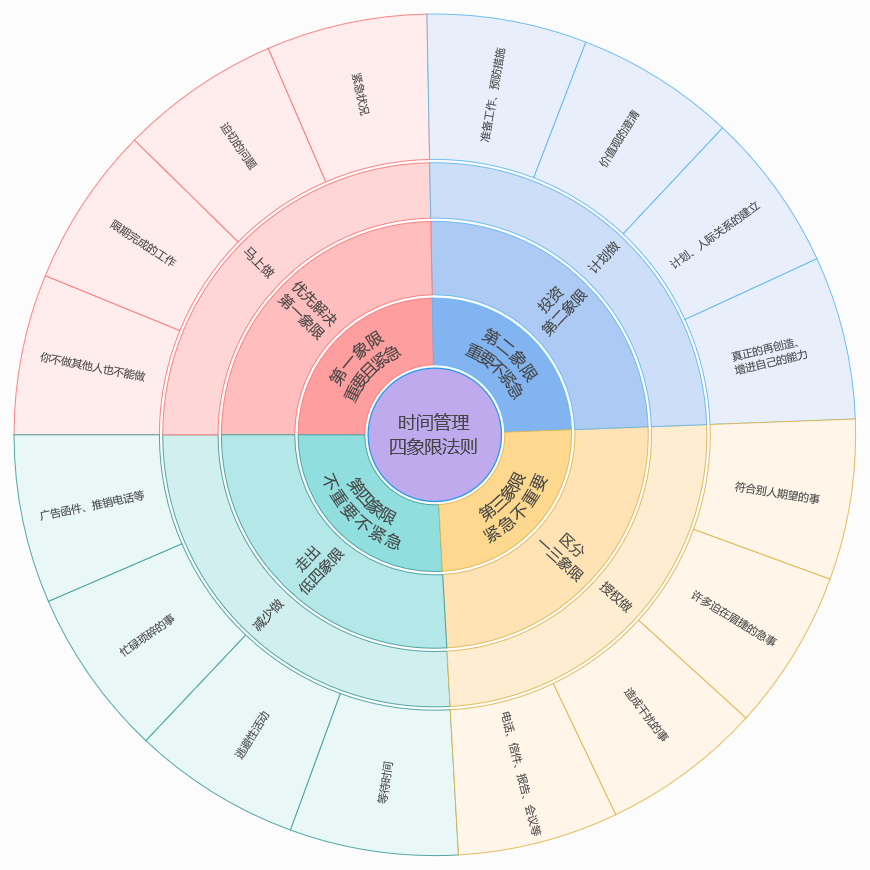 时间管理
四象限法则
第一象限
重要且紧急
优先解决
第一象限
马上做
你不做其他人也不能做
限期完成的工作
迫切的问题
紧急状况
第二象限
重要不紧急
投资
第二象限
计划做
准备工作、预防措施
价值观的澄清
计划、人际关系的建立
真正的再创造、
增进自己的能力
第三象限
紧急不重要
区分
一三象限
授权做
符合别人期望的事
许多迫在眉捷的急事
造成干扰的事
电话、信件、报告、会议等
第四象限
不重要不紧急
走出
低四象限
减少做
等待时间
逃避性活动
忙碌琐碎的事
广告函件、推销电话等